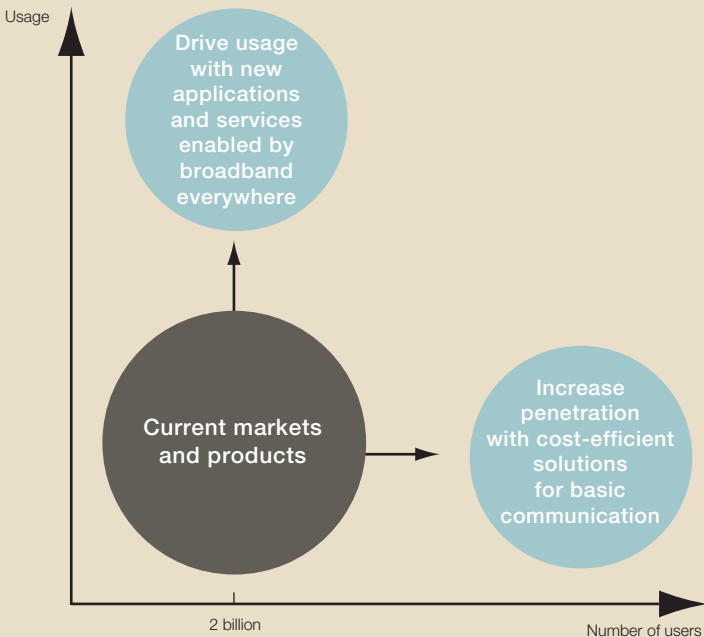 Usage
Drive usage
with new
applications
and services
enabled by
broadband
everywhere
Current markets
and products
Increase
penetration
with cost-efficient
solutions
for basic
communication
2 billion
Number of users